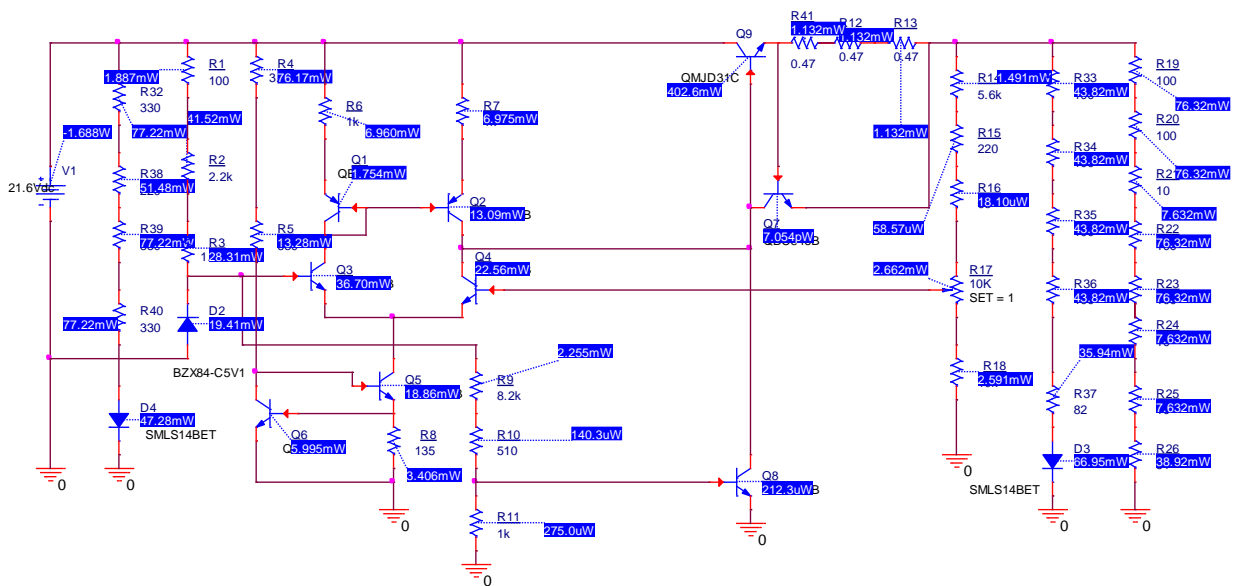 R41
1.132mW
R12
1.132mW
R13
0.47
0.47
0.47
1.132mW
Q9
QMJD31C
402.6mW
R1
100
1.887mW
R32
330
77.22mW
41.52mW
-1.688W
V1
21.6Vdc
R38
51.48mW
R2
2.2k
R39
77.22mW
R3
128.31mW
R40
330
77.22mW
D2
19.41mW
BZX84-C5V1
D4
47.28mW
SMLS14BET
R4
376.17mW
R5
13.28mW
R6
1k
6.960mW
R7
6.975mW
Q1
1.754mW
Q2
13.09mW
Q3
36.70mW
Q4
22.56mW
Q5
18.86mW
Q6
5.995mW
R8
135
3.406mW
R9
8.2k
2.255mW
R10
510
140.3uW
R11
1k
275.0uW
Q7
7.054pW
Q8
212.3uW
R14
5.6k
R15
220
58.57uW
R16
18.10uW
2.662mW
R17
10K
SET = 1
R18
2.591mW
1.491mW
R33
43.82mW
R34
43.82mW
R35
43.82mW
R36
43.82mW
35.94mW
R37
82
D3
66.95mW
SMLS14BET
R19
100
76.32mW
R20
100
76.32mW
10
7.632mW
R22
76.32mW
R23
76.32mW
R24
7.632mW
R25
7.632mW
R26
38.92mW
0
0
0
0
0
0
0
0
0